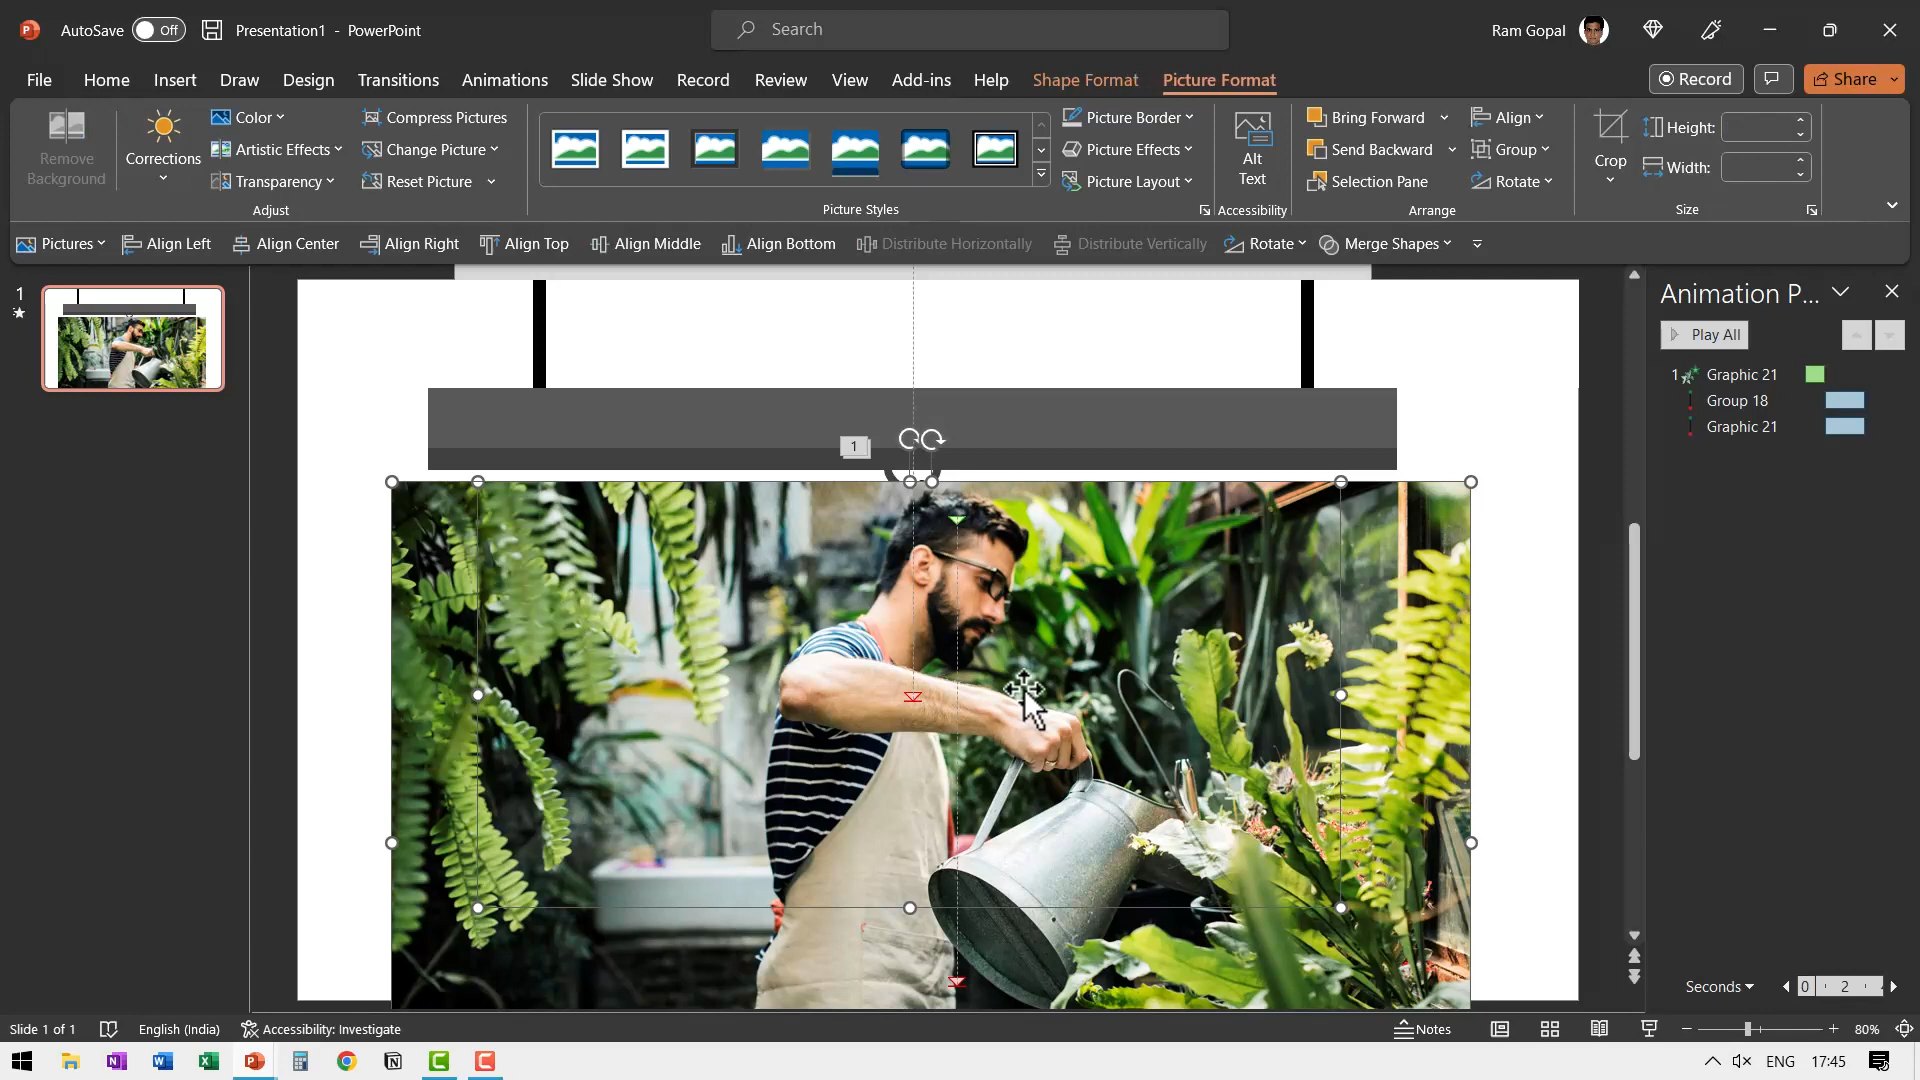 AutoSave Off Presentation1 - PowerPoint Search Ram Gopal
File Home Insert Draw Design Transitions Animations Slide Show Record Review View Add-ins Help Shape Format Picture Format Record Share
Remove Background
Corrections
Color
Artistic Effects
Transparency
Compress Pictures
Change Picture
Reset Picture
Adjust
Picture Styles
Picture Border
Picture Effects
Picture Layout
Alt Text
Accessibility
Bring Forward
Send Backward
Selection Pane
Align
Group
Rotate
Arrange
Crop
Height:
Width:
Size
Pictures Align Left Align Center Align Right Align Top Align Middle Align Bottom Distribute Horizontally Distribute Vertically Rotate Merge Shapes
1
1
Animation P...
Play All
1 Graphic 21
Group 18
Graphic 21
Seconds 0 2
Slide 1 of 1 English (India) Accessibility: Investigate Notes 80%
ENG 17:45